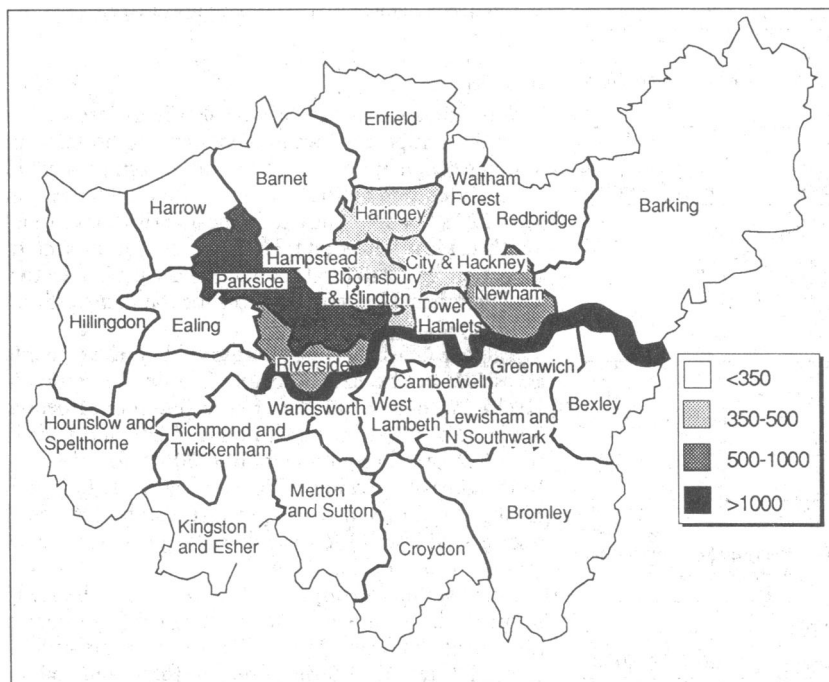 Enfield
Barnet
Waltham
Forest
Harrow
Haringey
Redbridge
Barking
Hampstead
City & Hackney
Parkside
Bloomsbury
& Islington
Newham
Hillingdon
Ealing
Tower
Hamlets
Riverside
Greenwich
Camberwell
Wandsworth
West
Lambeth
Bexley
Hounslow and
Spelthorne
Richmond and
Twickenham
Lewisham and
N Southwark
Merton
and Sutton
Bromley
Kingston
and Esher
Croydon
<350
350-500
500-1000
>1000